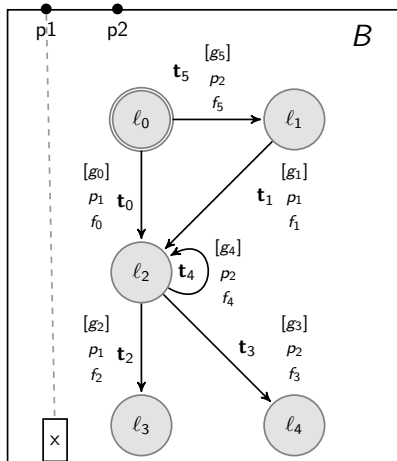 p1 p2
B
[g₅]
t₅ p₂
f₅
ℓ₀ ℓ₁
[g₀] [g₁]
p₁ t₀ t₁ p₁
f₀ f₁
[g₄]
ℓ₂ t₄ p₂
f₄
[g₂] [g₃]
p₁ t₂ t₃ p₂
f₂ f₃
x ℓ₃ ℓ₄